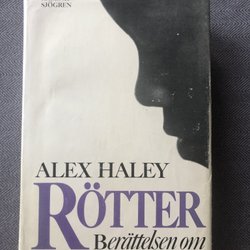 SJÖGREN
ALEX HALEY
RÖTTER
Berättelsen om